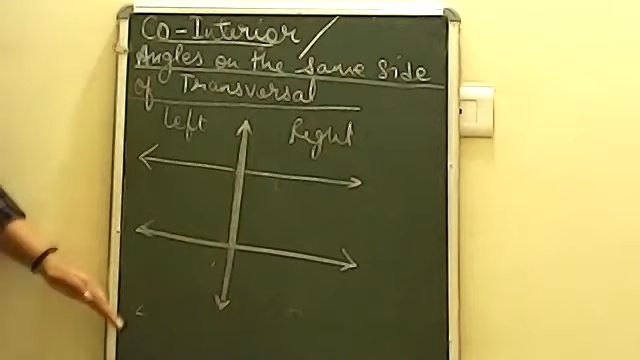 Co-Interior /
Angles on the Same Side
of Transversal
left Right